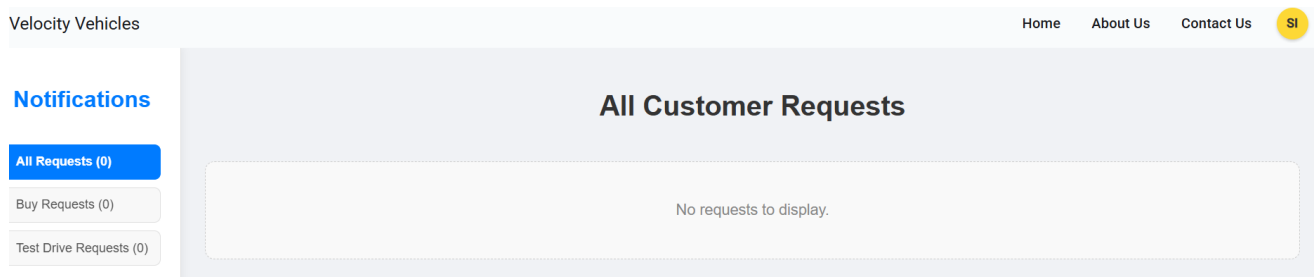 Velocity Vehicles
Home About Us Contact Us SI
Notifications
All Requests (0)
Buy Requests (0)
Test Drive Requests (0)
All Customer Requests
No requests to display.